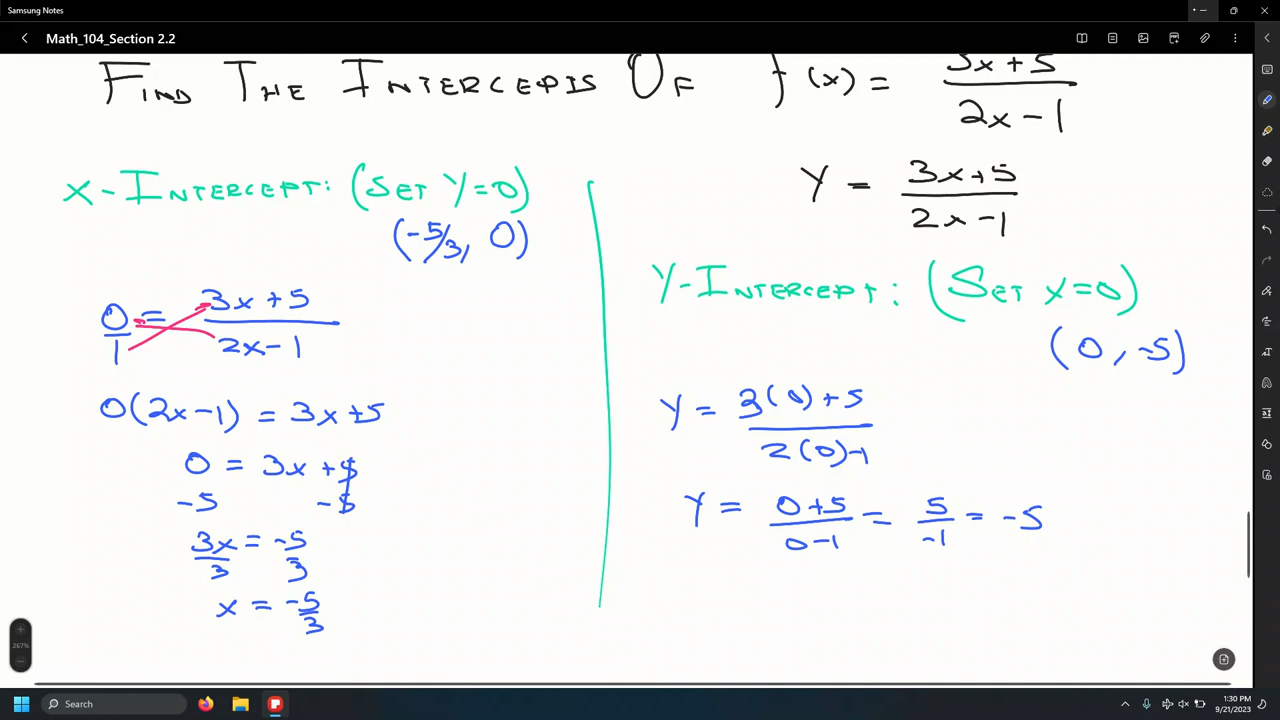 Samsung Notes
Math_104_Section 2.2
FIND THE INTERCEPTS OF f(x) = 3x+5 / 2x-1
Y = 3x+5 / 2x-1
X-INTERCEPT: (SET Y=0)
(-5/3, 0)
0/1 = 3x+5 / 2x-1
0(2x-1) = 3x+5
0 = 3x+5
-5 -5
3x/3 = -5/3
x = -5/3
Y-INTERCEPT: (SET x=0)
(0, -5)
Y = 3(0)+5 / 2(0)-1
Y = 0+5 / 0-1 = 5/-1 = -5
267%
Search
1:30 PM
9/21/2023